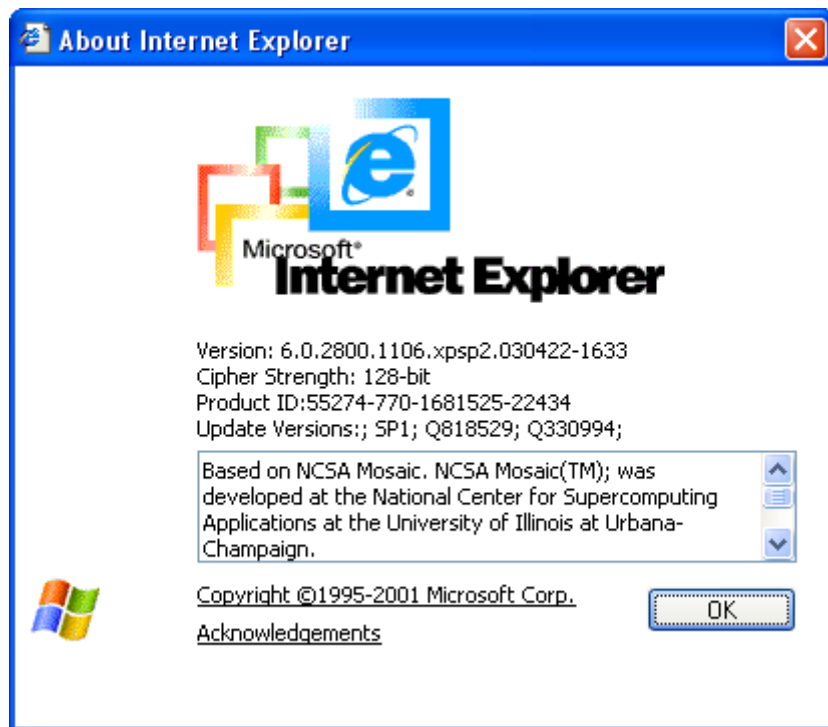 About Internet Explorer
Microsoft®
Internet Explorer
Version: 6.0.2800.1106.xpsp2.030422-1633
Cipher Strength: 128-bit
Product ID:55274-770-1681525-22434
Update Versions:; SP1; Q818529; Q330994;
Based on NCSA Mosaic. NCSA Mosaic(TM); was
developed at the National Center for Supercomputing
Applications at the University of Illinois at Urbana-
Champaign.
Copyright ©1995-2001 Microsoft Corp.
OK
Acknowledgements